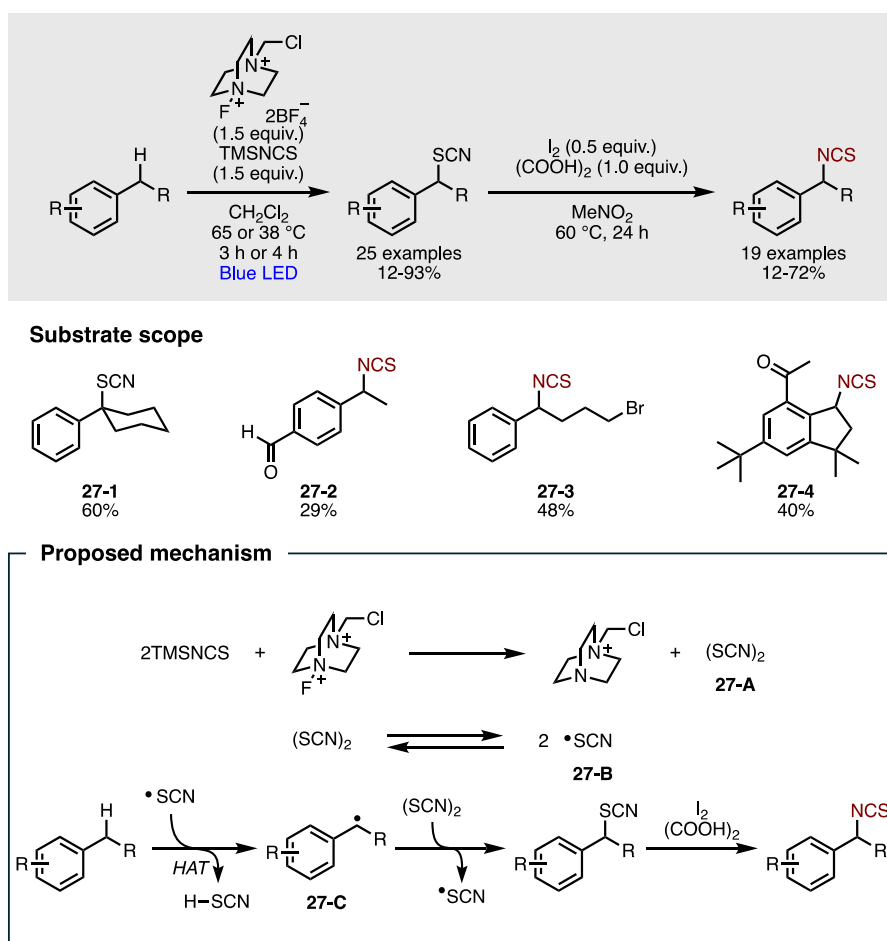 Cl
N+
N+
F
2BF4−
(1.5 equiv.)
TMSNCS
(1.5 equiv.)
CH2Cl2
65 or 38 °C
3 h or 4 h
Blue LED
H
R
R
SCN
R
R
25 examples
12-93%
I2 (0.5 equiv.)
(COOH)2 (1.0 equiv.)
MeNO2
60 °C, 24 h
NCS
R
R
19 examples
12-72%
Substrate scope
SCN
27-1
60%
NCS
H
O
27-2
29%
NCS
Br
27-3
48%
O
NCS
27-4
40%
Proposed mechanism
2TMSNCS + Cl N+ N+ F Cl N+ N + (SCN)2
27-A
(SCN)2 2 •SCN
27-B
H
R
R
•SCN
HAT
H–SCN
•
R
R
27-C
(SCN)2
•SCN
SCN
R
R
I2
(COOH)2
NCS
R
R